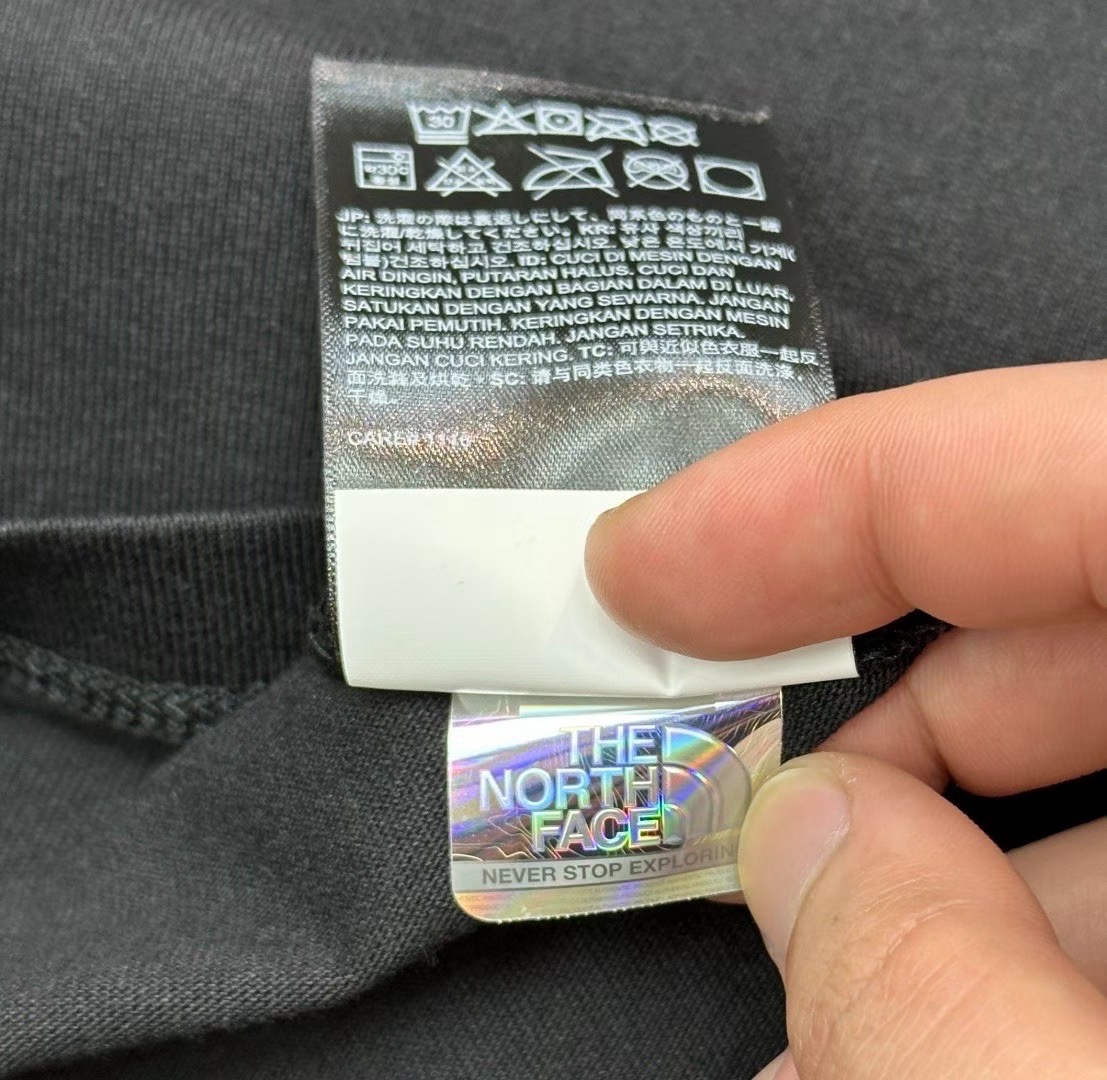 30
JP: 洗濯の際は裏返しにして、同系色のものと一緒
に洗濯/乾燥してください。KR: 유사 색상끼리
뒤집어 세탁하고 건조하십시오. 낮은 온도에서 기계(
텀블)건조하십시오. ID: CUCI DI MESIN DENGAN
AIR DINGIN, PUTARAN HALUS. CUCI DAN
KERINGKAN DENGAN BAGIAN DALAM DI LUAR.
SATUKAN DENGAN YANG SEWARNA. JANGAN
PAKAI PEMUTIH. KERINGKAN DENGAN MESIN
PADA SUHU RENDAH. JANGAN SETRIKA.
JANGAN CUCI KERING. TC: 可與近似色衣服一起反
面洗滌及烘乾。SC: 请与同类色衣物一起反面洗涤,
干燥。
CARE# 1116
THE
NORTH
FACE
NEVER STOP EXPLORIN